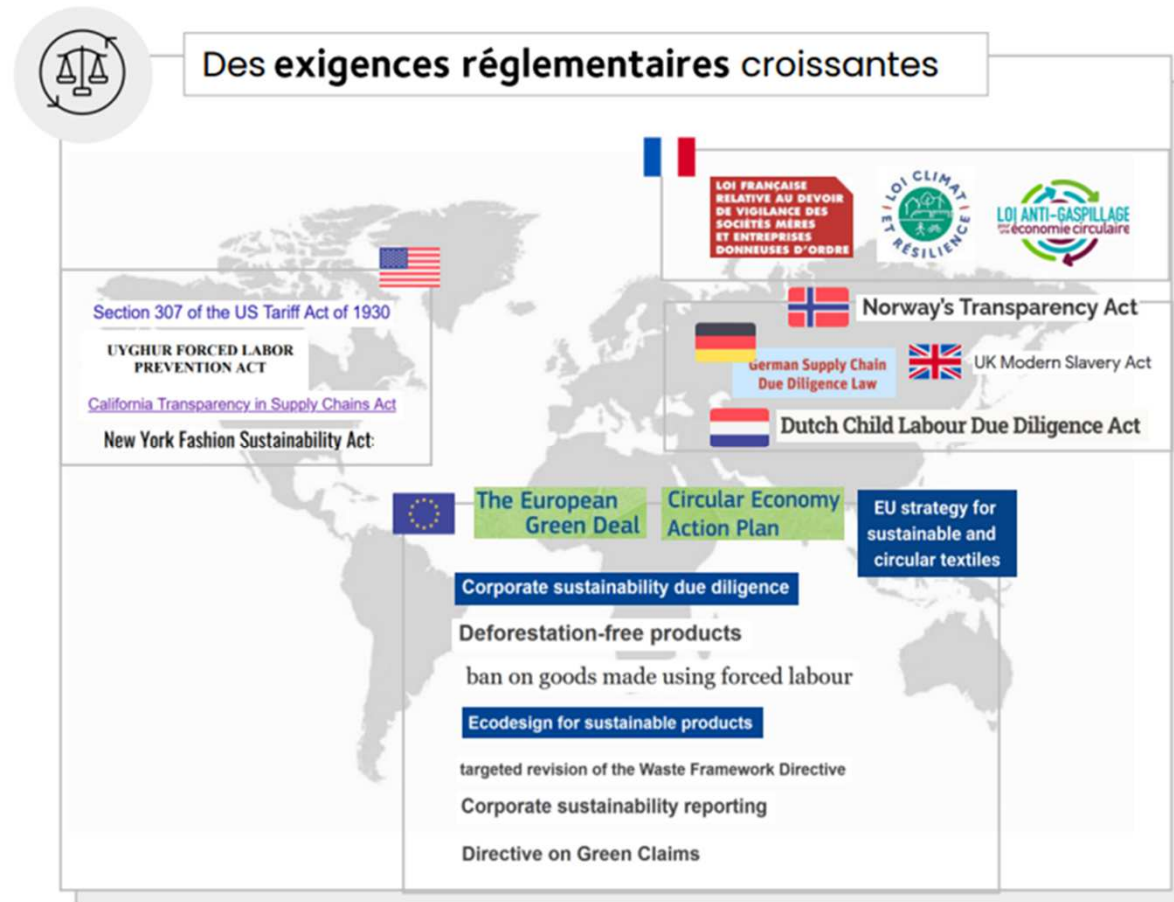 Des exigences réglementaires croissantes
LOI FRANÇAISE
RELATIVE AU DEVOIR
DE VIGILANCE DES
SOCIÉTÉS MÈRES
ET ENTREPRISES
DONNEUSES D'ORDRE
LOI CLIMAT
ET RÉSILIENCE
LOI ANTI-GASPILLAGE
pour une économie circulaire
Section 307 of the US Tariff Act of 1930
UYGHUR FORCED LABOR
PREVENTION ACT
California Transparency in Supply Chains Act
New York Fashion Sustainability Act:
Norway's Transparency Act
German Supply Chain
Due Diligence Law
UK Modern Slavery Act
Dutch Child Labour Due Diligence Act
The European
Green Deal
Circular Economy
Action Plan
EU strategy for
sustainable and
circular textiles
Corporate sustainability due diligence
Deforestation-free products
ban on goods made using forced labour
Ecodesign for sustainable products
targeted revision of the Waste Framework Directive
Corporate sustainability reporting
Directive on Green Claims